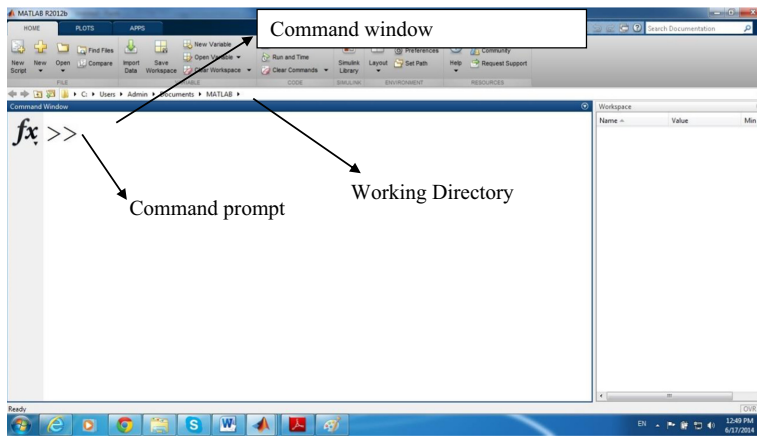 MATLAB R2012b
Command window
HOME PLOTS APPS
Search Documentation
New Variable
Find Files
Open Variable
Run and Time
Preferences
Community
New Script
New
Open
Compare
Import Data
Save Workspace
Clear Workspace
Clear Commands
Simulink Library
Layout
Set Path
Help
Request Support
FILE VARIABLE CODE SIMULINK ENVIRONMENT RESOURCES
C: Users Admin Documents MATLAB
Command Window
Workspace
Name Value Min
fx >>
Working Directory
Command prompt
Ready
OVR
EN
12:49 PM
6/17/2014